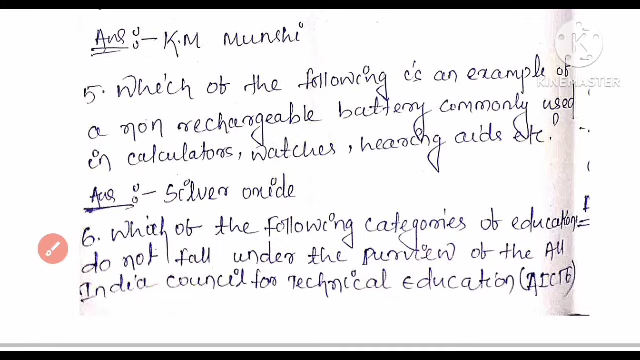 Ans :- K.M Munshi
KINEMASTER
5. Which of the following is an example of
a non rechargeable battery commonly used
in calculators, watches, hearing aids etc.?
Ans :- Silver oxide
6. Which of the following categories of education
do not fall under the purview of the All
India Council for Technical Education (AICTE)